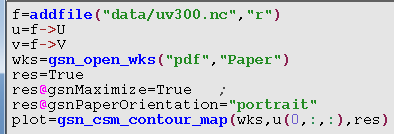 f=addfile("data/uv300.nc","r")
u=f->U
v=f->V
wks=gsn_open_wks("pdf","Paper")
res=True
res@gsnMaximize=True   ;
res@gsnPaperOrientation="portrait"
plot=gsn_csm_contour_map(wks,u(0,:,:),res)